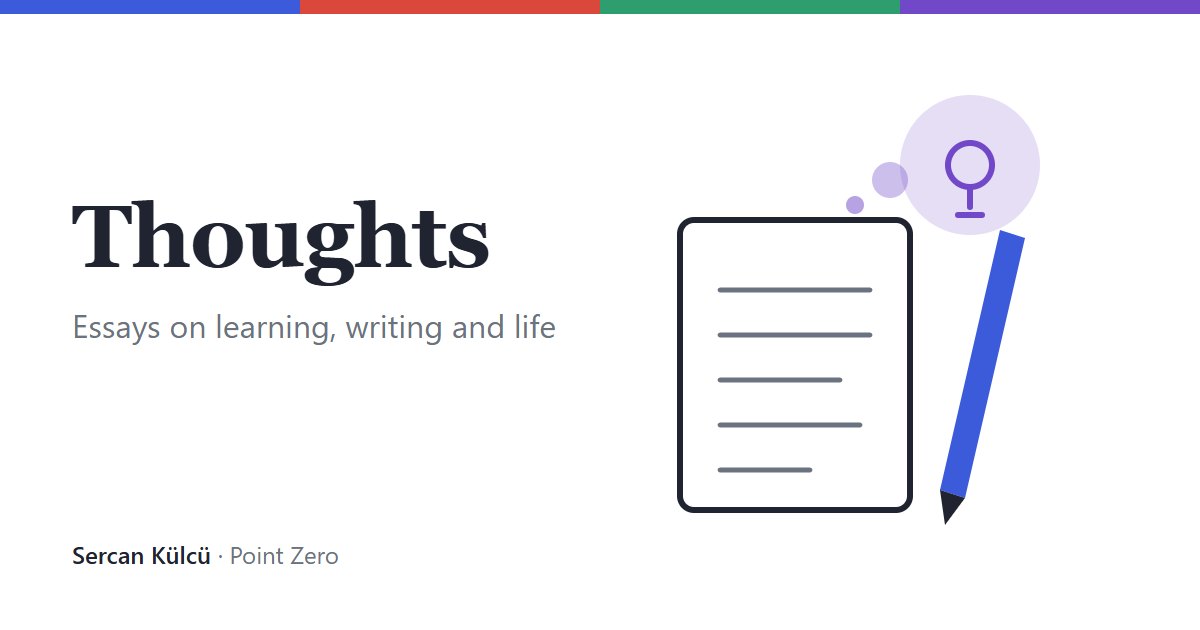 Thoughts
Essays on learning, writing and life
Sercan Külcü · Point Zero